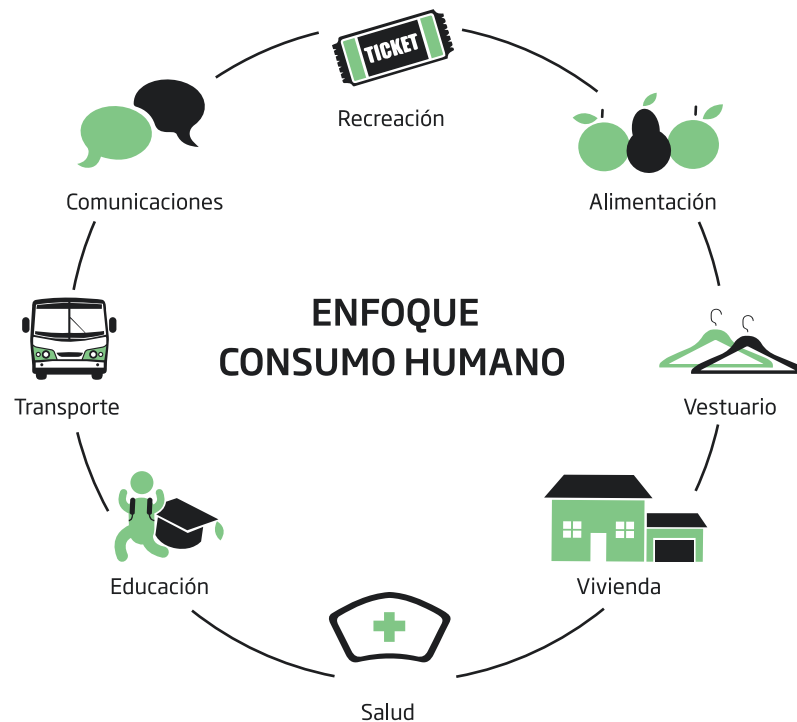 TICKET
Recreación
Comunicaciones
Alimentación
ENFOQUE
CONSUMO HUMANO
Transporte
Vestuario
Educación
Vivienda
Salud